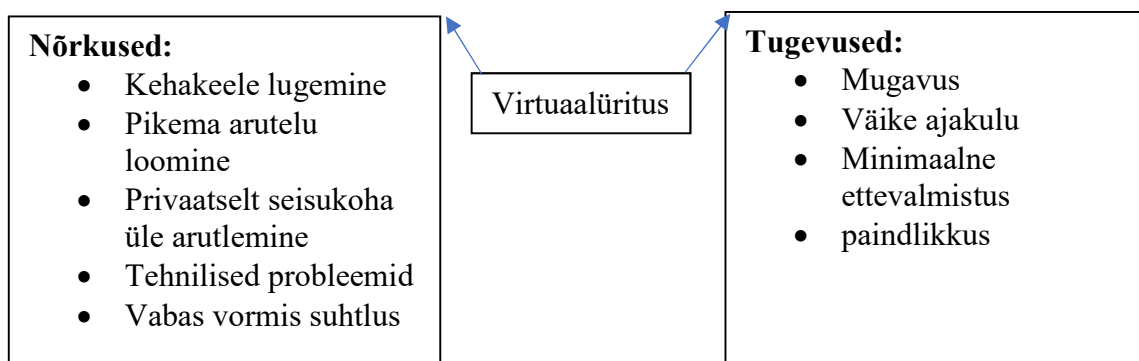 Nõrkused:
• Kehakeele lugemine
• Pikema arutelu
loomine
• Privaatselt seisukoha
üle arutlemine
• Tehnilised probleemid
• Vabas vormis suhtlus
Virtuaalüritus
Tugevused:
• Mugavus
• Väike ajakulu
• Minimaalne
ettevalmistus
• paindlikkus